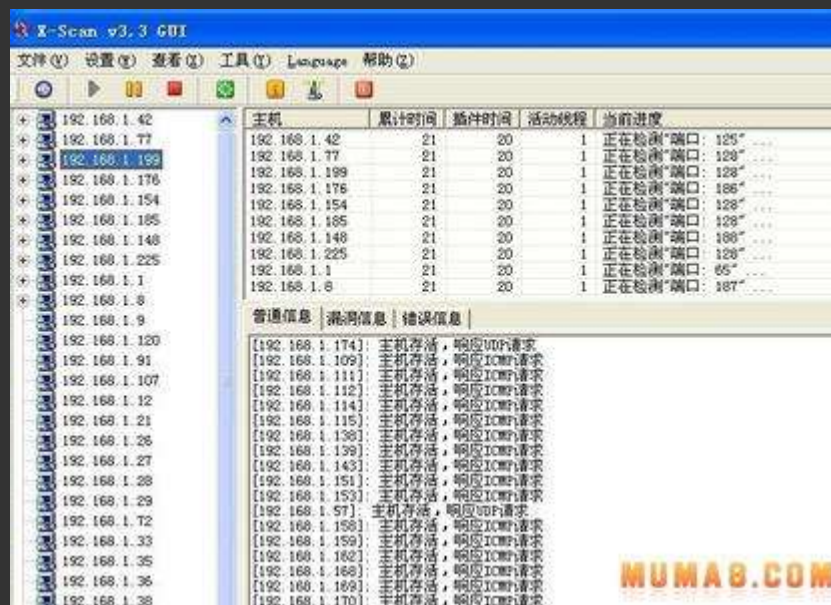 X-Scan v3.3 GUI
文件(V) 设置(W) 查看(X) 工具(Y) Language 帮助(Z)
192.168.1.42
192.168.1.77
192.168.1.199
192.168.1.176
192.168.1.154
192.168.1.185
192.168.1.148
192.168.1.225
192.168.1.1
192.168.1.8
192.168.1.9
192.168.1.120
192.168.1.91
192.168.1.107
192.168.1.12
192.168.1.21
192.168.1.26
192.168.1.27
192.168.1.28
192.168.1.29
192.168.1.72
192.168.1.33
192.168.1.35
192.168.1.36
192.168.1.38
主机 累计时间 插件时间 活动线程 当前进度
192.168.1.42 21 20 1 正在检测"端口: 125" ...
192.168.1.77 21 20 1 正在检测"端口: 128" ...
192.168.1.199 21 20 1 正在检测"端口: 128" ...
192.168.1.176 21 20 1 正在检测"端口: 186" ...
192.168.1.154 21 20 1 正在检测"端口: 128" ...
192.168.1.185 21 20 1 正在检测"端口: 128" ...
192.168.1.148 21 20 1 正在检测"端口: 188" ...
192.168.1.225 21 20 1 正在检测"端口: 128" ...
192.168.1.1 21 20 1 正在检测"端口: 65" ...
192.168.1.8 21 20 1 正在检测"端口: 187" ...
普通信息 漏洞信息 错误信息
[192.168.1.174]: 主机存活，响应UDP请求
[192.168.1.109]: 主机存活，响应ICMP请求
[192.168.1.111]: 主机存活，响应ICMP请求
[192.168.1.112]: 主机存活，响应ICMP请求
[192.168.1.114]: 主机存活，响应ICMP请求
[192.168.1.115]: 主机存活，响应ICMP请求
[192.168.1.138]: 主机存活，响应ICMP请求
[192.168.1.139]: 主机存活，响应ICMP请求
[192.168.1.143]: 主机存活，响应ICMP请求
[192.168.1.151]: 主机存活，响应ICMP请求
[192.168.1.153]: 主机存活，响应ICMP请求
[192.168.1.57]: 主机存活，响应UDP请求
[192.168.1.158]: 主机存活，响应ICMP请求
[192.168.1.159]: 主机存活，响应ICMP请求
[192.168.1.162]: 主机存活，响应ICMP请求
[192.168.1.168]: 主机存活，响应ICMP请求
[192.168.1.169]: 主机存活，响应ICMP请求
[192.168.1.170]: 主机存活，响应ICMP请求
MUMA8.COM